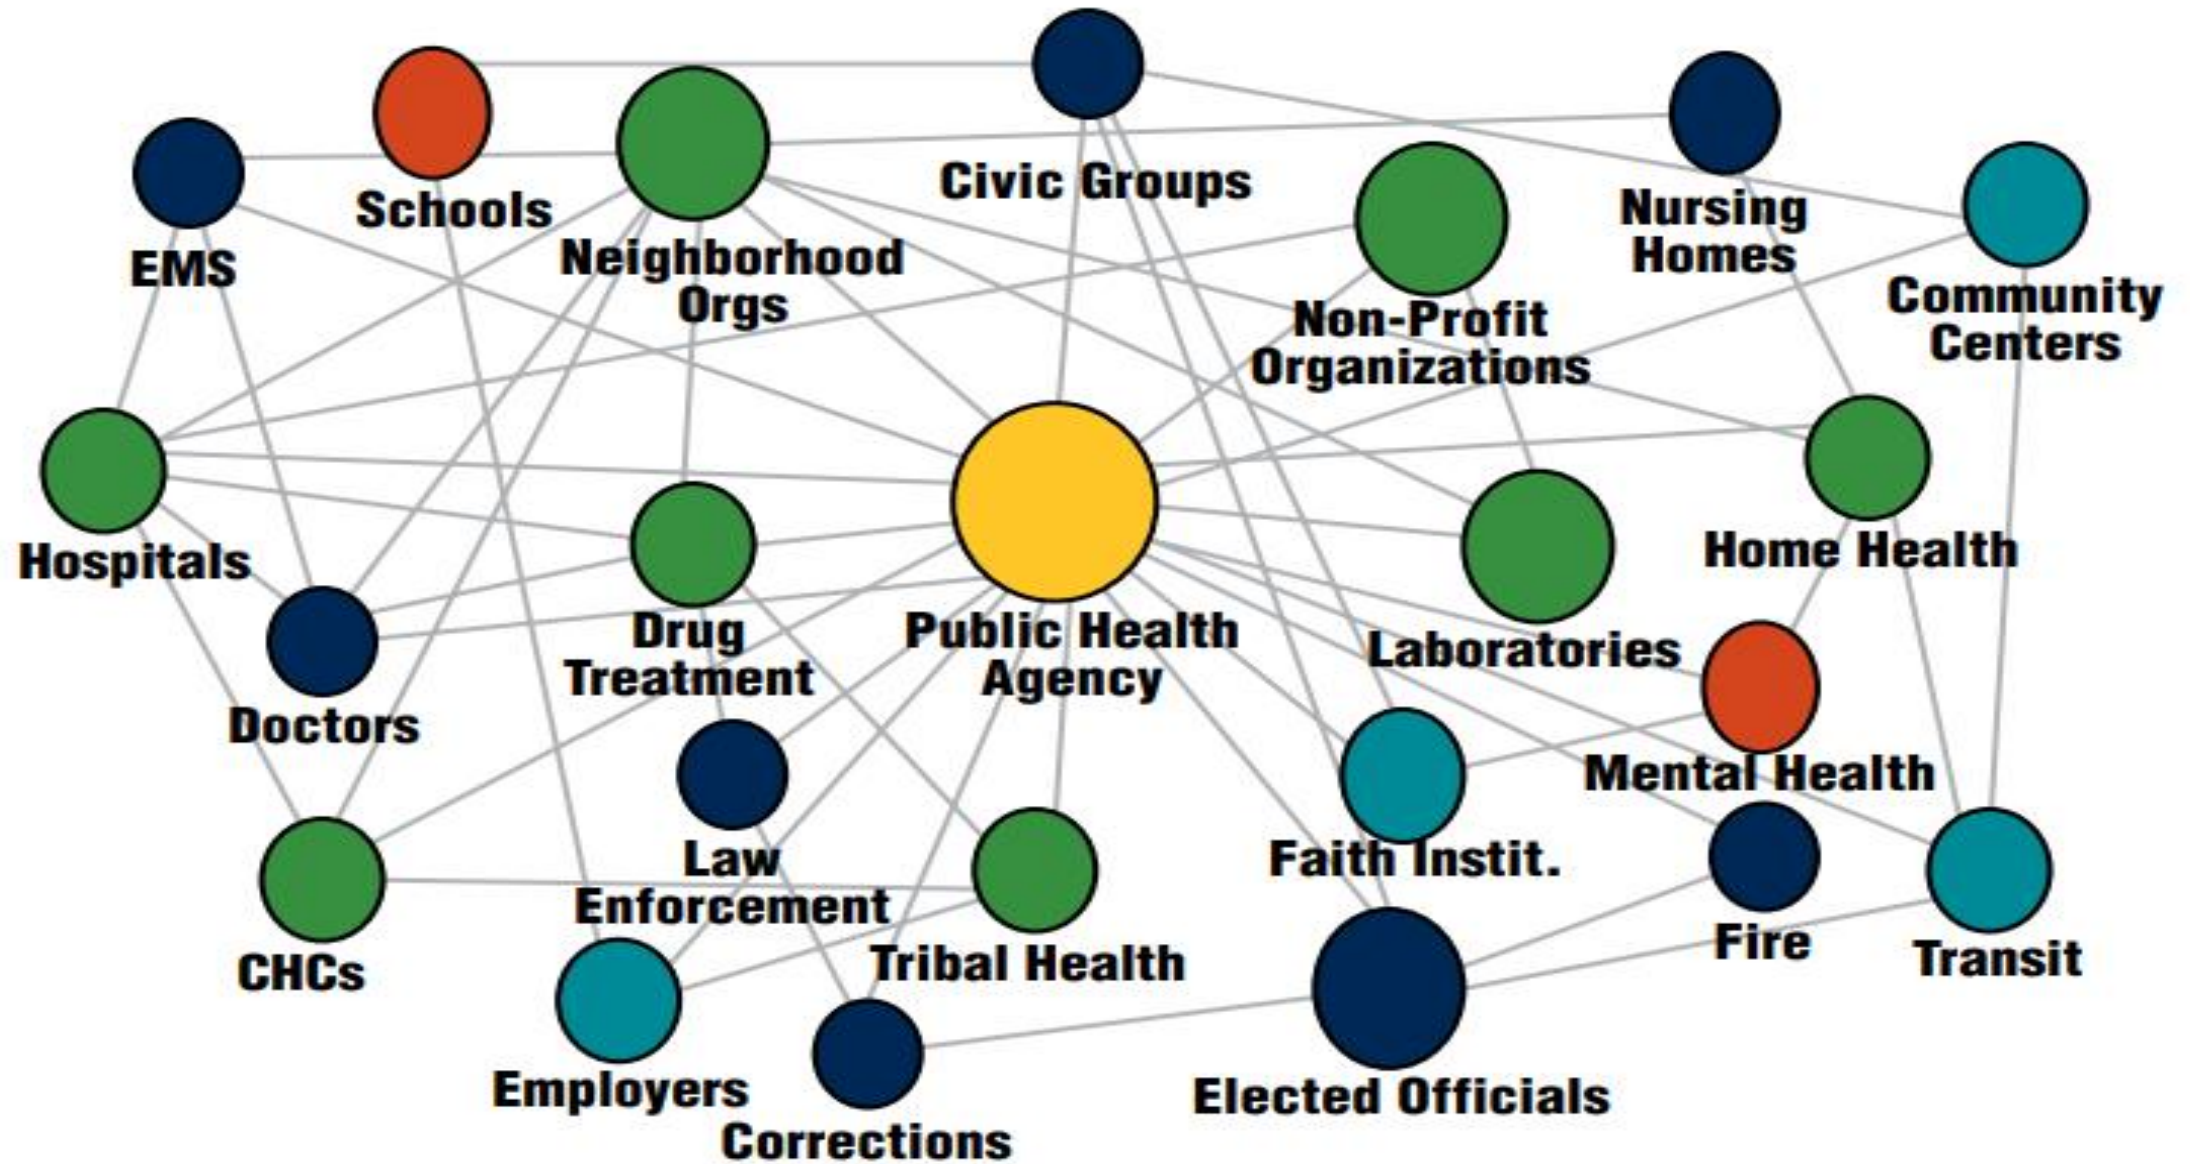 Civic Groups
Schools
Nursing
Homes
EMS
Neighborhood
Orgs
Community
Centers
Non-Profit
Organizations
Hospitals
Home Health
Drug
Treatment
Public Health
Agency
Laboratories
Doctors
Mental Health
Law
Enforcement
Faith Instit.
Fire
Transit
CHCs
Tribal Health
Employers
Elected Officials
Corrections